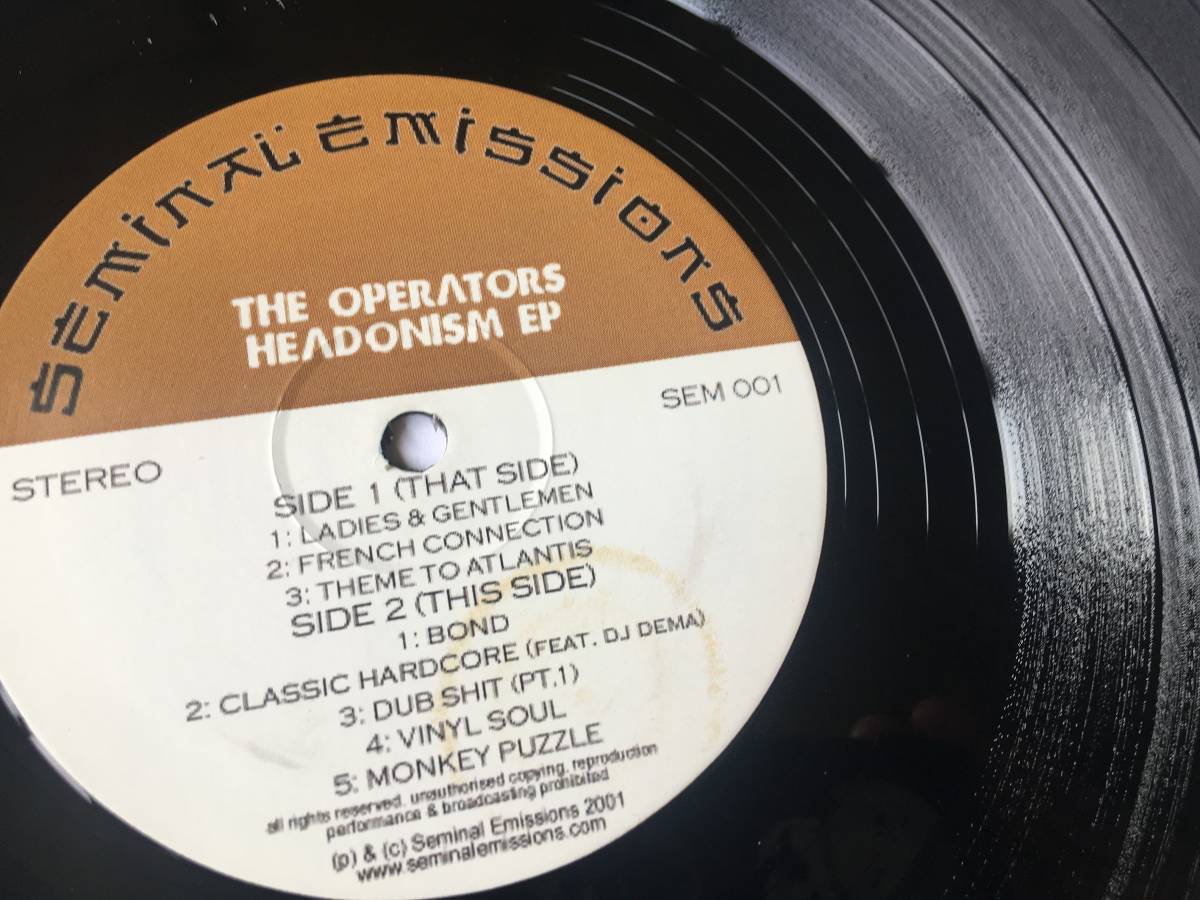 SEMINAL EMISSIONS
THE OPERATORS
HEADONISM EP
STEREO
SEM 001
SIDE 1 (THAT SIDE)
1: LADIES & GENTLEMEN
2: FRENCH CONNECTION
3: THEME TO ATLANTIS
SIDE 2 (THIS SIDE)
1: BOND
2: CLASSIC HARDCORE (FEAT. DJ DEMA)
3: DUB SHIT (PT.1)
4: VINYL SOUL
5: MONKEY PUZZLE
all rights reserved, unauthorised copying, reproduction
performance & broadcasting prohibited
(p) & (c) Seminal Emissions 2001
www.seminalemissions.com